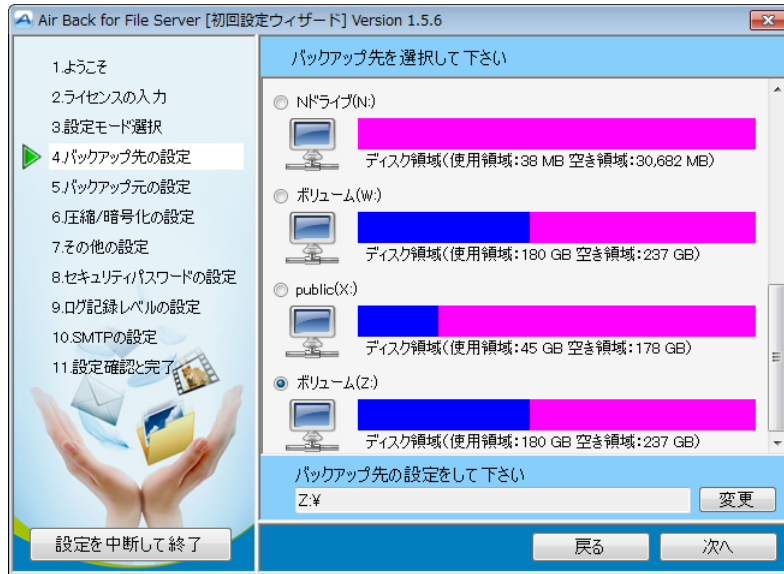 Air Back for File Server [初回設定ウィザード] Version 1.5.6
1.ようこそ
2.ライセンスの入力
3.設定モード選択
4.バックアップ先の設定
5.バックアップ元の設定
6.圧縮/暗号化の設定
7.その他の設定
8.セキュリティパスワードの設定
9.ログ記録レベルの設定
10.SMTPの設定
11.設定確認と完了
設定を中断して終了
バックアップ先を選択して下さい
Nドライブ(N:)
ディスク領域(使用領域:38 MB 空き領域:30,682 MB)
ボリューム(W:)
ディスク領域(使用領域:180 GB 空き領域:237 GB)
public(X:)
ディスク領域(使用領域:45 GB 空き領域:178 GB)
ボリューム(Z:)
ディスク領域(使用領域:180 GB 空き領域:237 GB)
バックアップ先の設定をして下さい
Z:¥
変更
戻る
次へ